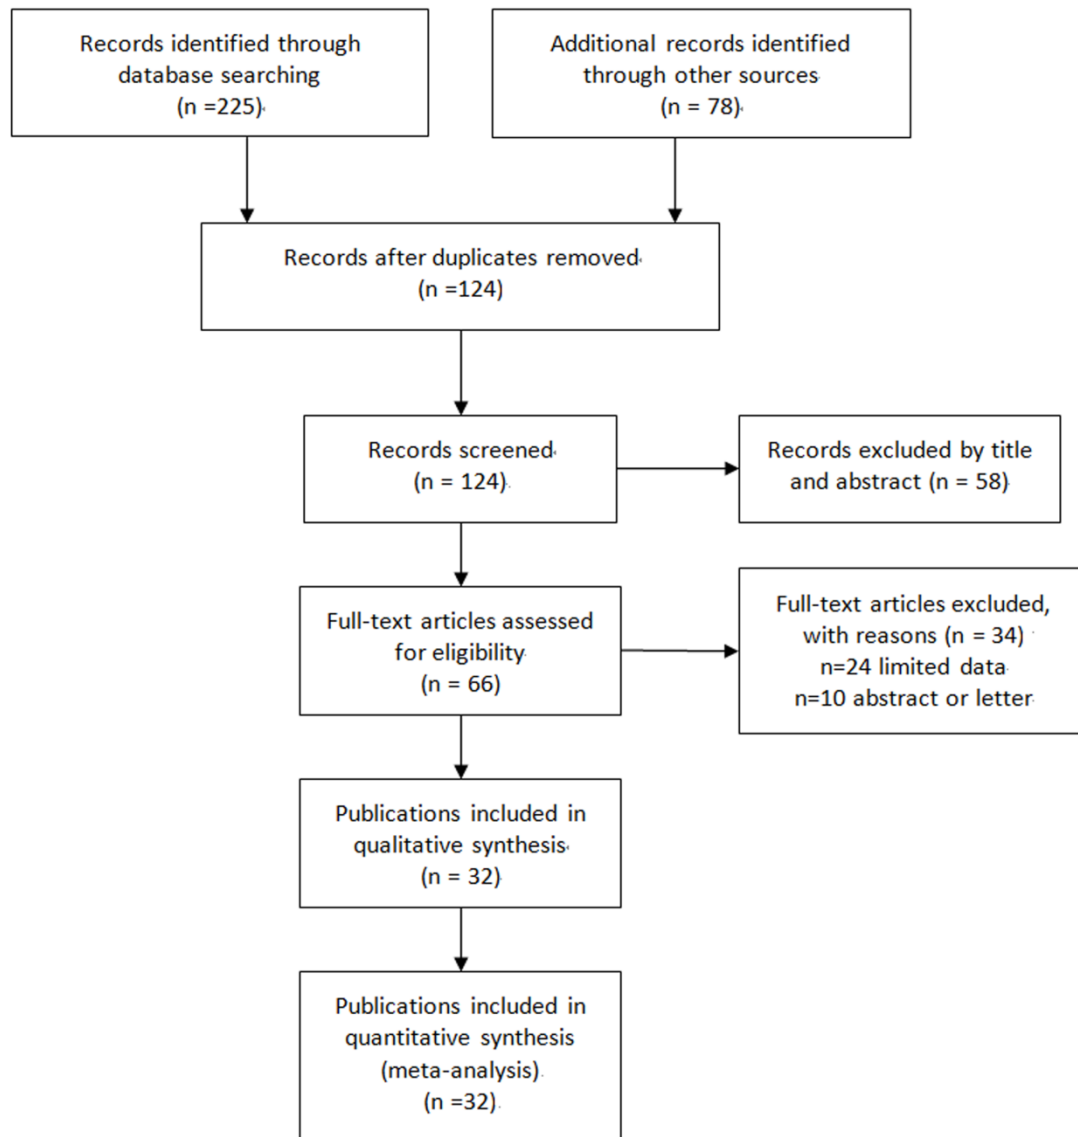 Records identified through
database searching
(n =225)
Additional records identified
through other sources
(n = 78)
Records after duplicates removed
(n =124)
Records screened
(n = 124)
Records excluded by title
and abstract (n = 58)
Full-text articles assessed
for eligibility
(n = 66)
Full-text articles excluded,
with reasons (n = 34)
n=24 limited data
n=10 abstract or letter
Publications included in
qualitative synthesis
(n = 32)
Publications included in
quantitative synthesis
(meta-analysis)
(n =32)